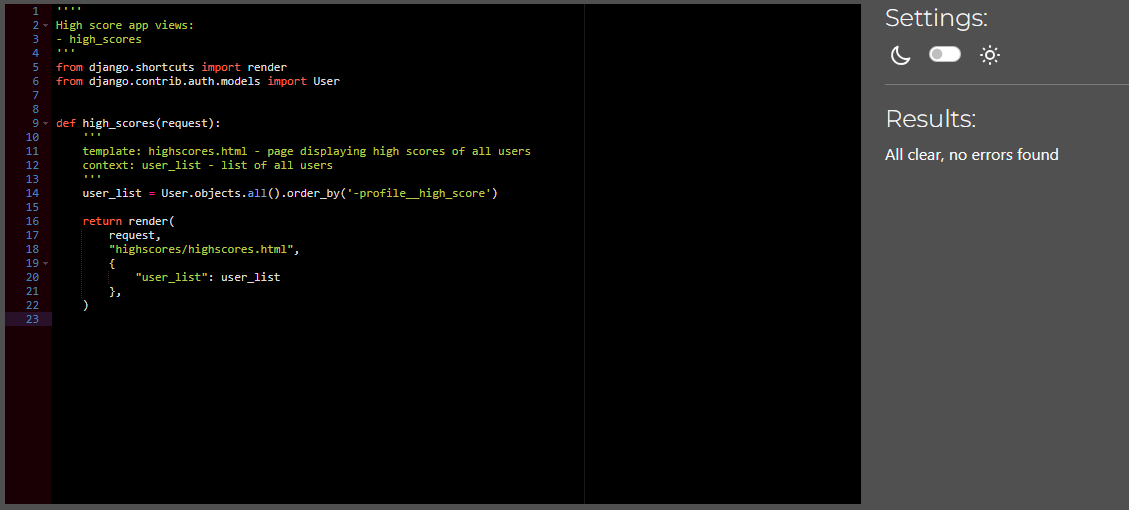 1 ''''
2 High score app views:
3 - high_scores
4 '''
5 from django.shortcuts import render
6 from django.contrib.auth.models import User
7
8
9 def high_scores(request):
10     '''
11     template: highscores.html - page displaying high scores of all users
12     context: user_list - list of all users
13     '''
14     user_list = User.objects.all().order_by('-profile__high_score')
15
16     return render(
17         request,
18         "highscores/highscores.html",
19         {
20             "user_list": user_list
21         },
22     )
23
Settings:
Results:
All clear, no errors found